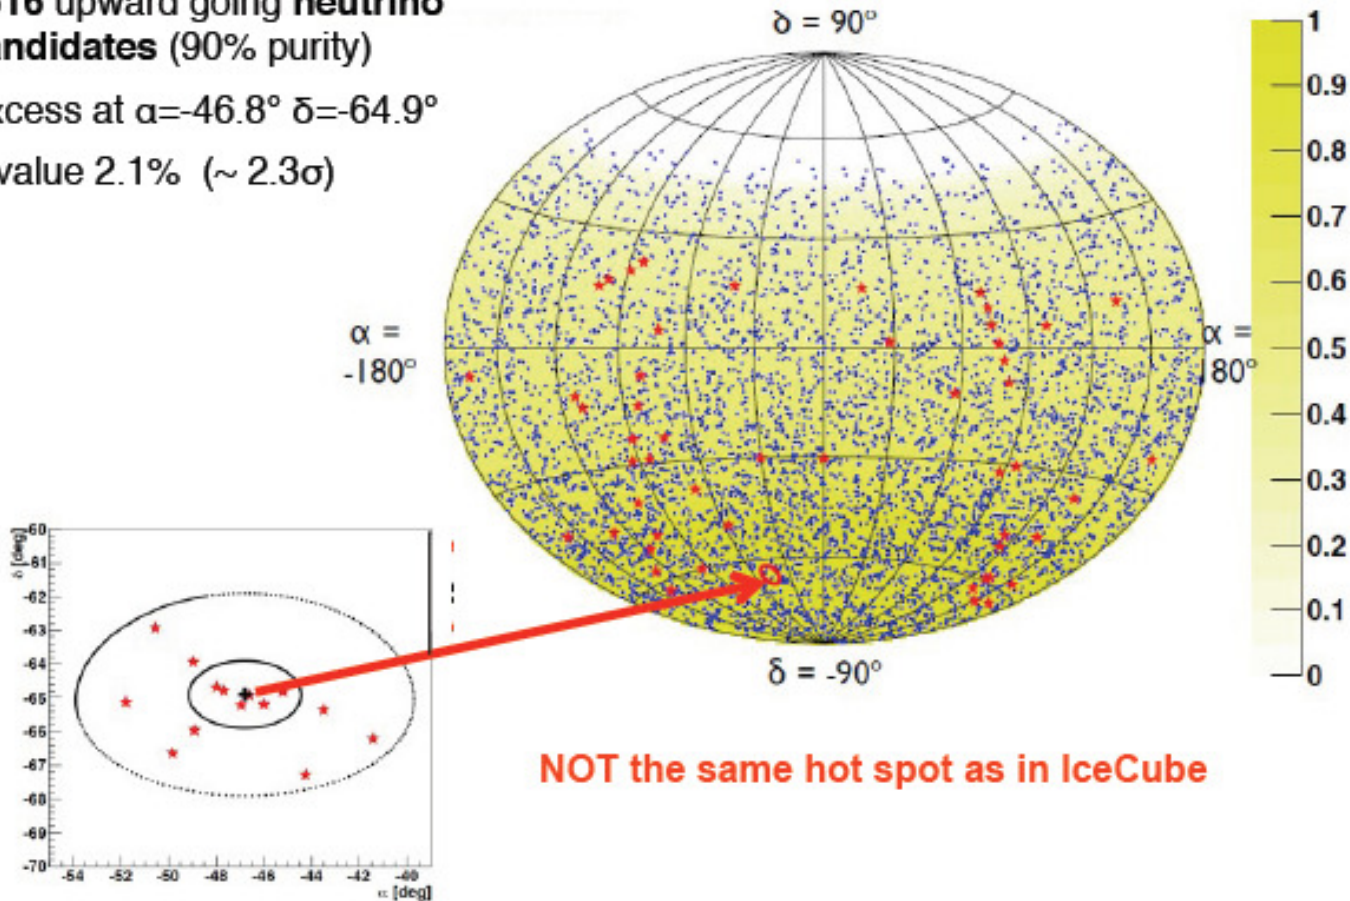 16 upward going neutrino
andidates (90% purity)
xcess at α=-46.8° δ=-64.9°
value 2.1% (~ 2.3σ)
δ = 90°
α =
-180°
α =
80°
δ = -90°
1
0.9
0.8
0.7
0.6
0.5
0.4
0.3
0.2
0.1
0
δ [deg]
-60
-61
-62
-63
-64
-65
-66
-67
-68
-69
-70
-54 -52 -50 -48 -46 -44 -42 -40
α [deg]
NOT the same hot spot as in IceCube